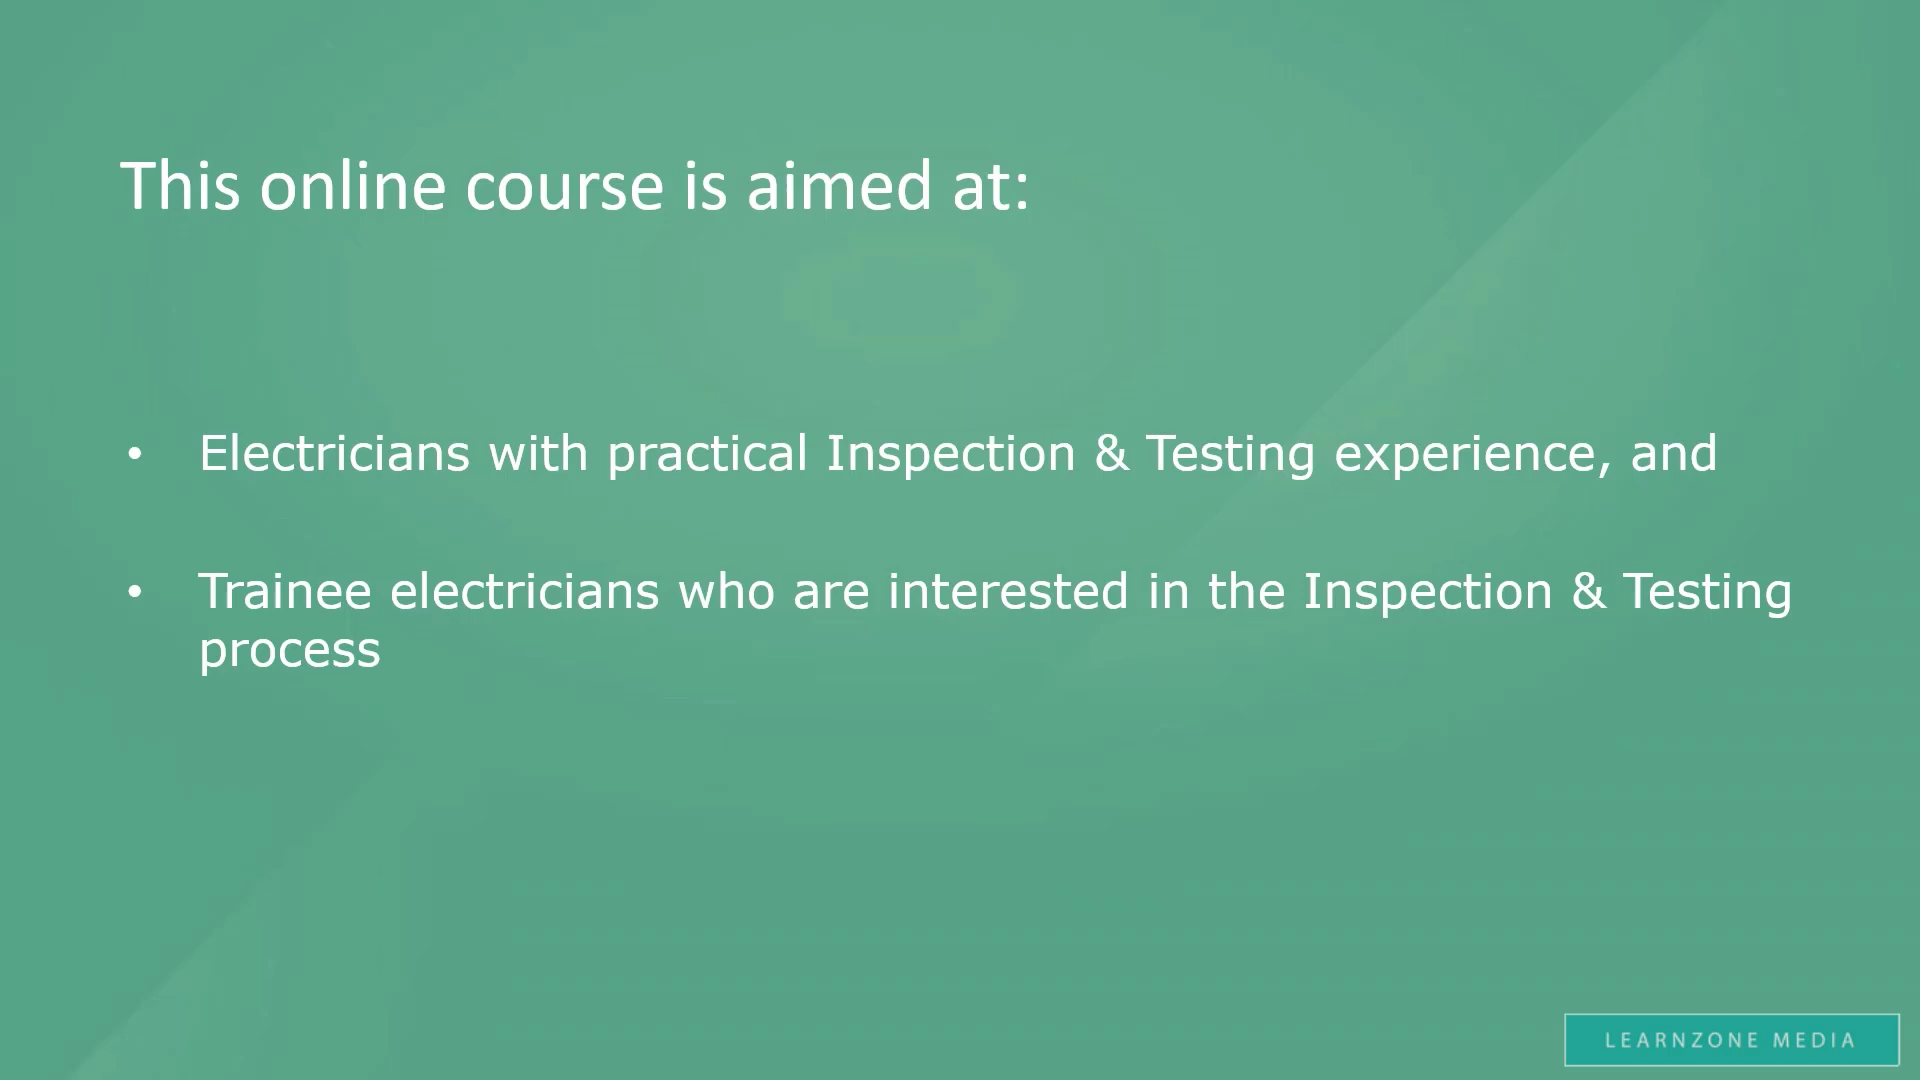 This online course is aimed at:
• Electricians with practical Inspection & Testing experience, and
• Trainee electricians who are interested in the Inspection & Testing
process
LEARNZONE MEDIA